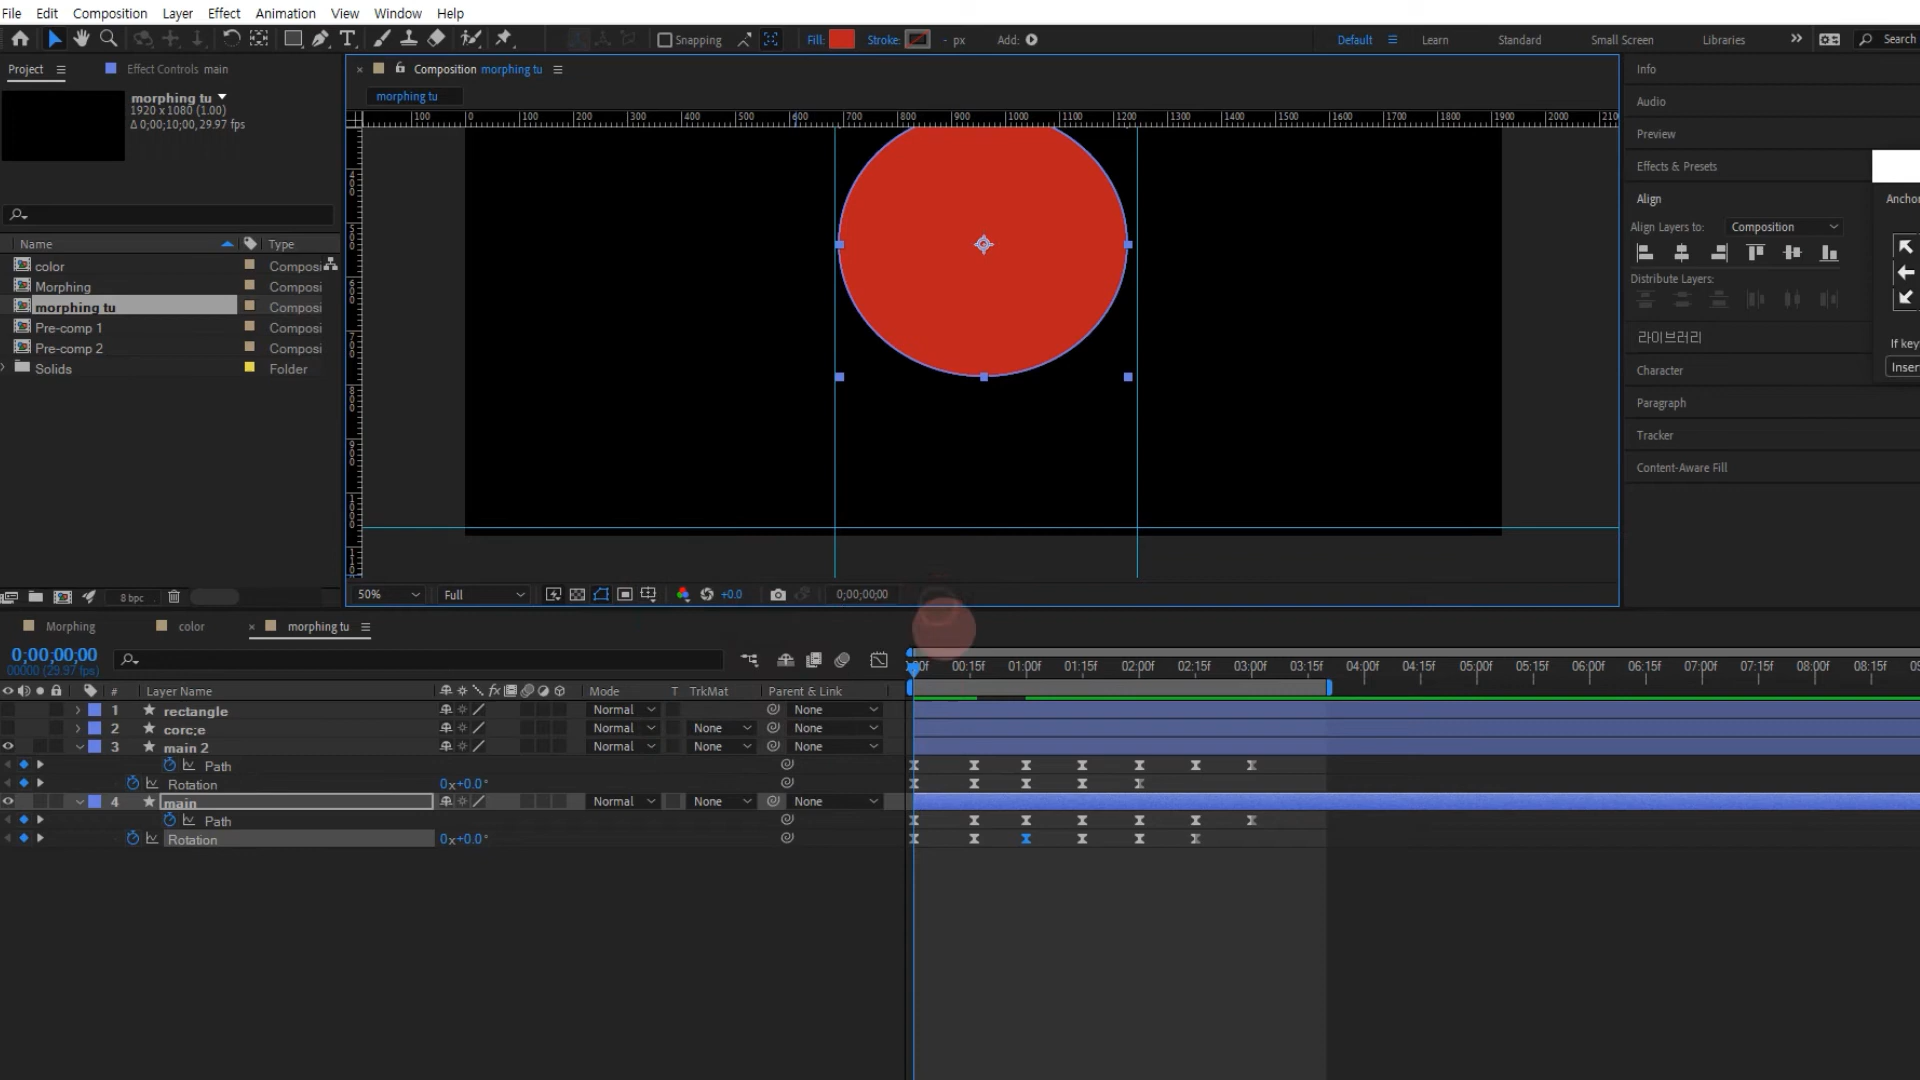 File Edit Composition Layer Effect Animation View Window Help
Snapping Fill: Stroke: - px Add: Default Learn Standard Small Screen Libraries Search
Project Effect Controls main
Composition morphing tu
Info
morphing tu
1920 x 1080 (1.00)
Δ 0;00;10;00, 29.97 fps
morphing tu
Audio
100 0 100 200 300 400 500 600 700 800 900 1000 1100 1200 1300 1400 1500 1600 1700 1800 1900 2000 210
Preview
Effects & Presets
Align
Anchor
Align Layers to: Composition
Name Type
color Composi
Morphing Composi
morphing tu Composi
Pre-comp 1 Composi
Pre-comp 2 Composi
Solids Folder
400
500
600
700
800
900
1000
Distribute Layers:
라이브러리
If key
Insert
Character
Paragraph
Tracker
Content-Aware Fill
8 bpc
50% Full +0.0 0;00;00;00
Morphing color morphing tu
0;00;00;00
00000 (29.97 fps)
:00f 00:15f 01:00f 01:15f 02:00f 02:15f 03:00f 03:15f 04:00f 04:15f 05:00f 05:15f 06:00f 06:15f 07:00f 07:15f 08:00f 08:15f 09
# Layer Name fx Mode T TrkMat Parent & Link
1 rectangle Normal None
2 corc;e Normal None None
3 main 2 Normal None None
Path
Rotation 0x+0.0°
4 main Normal None None
Path
Rotation 0x+0.0°